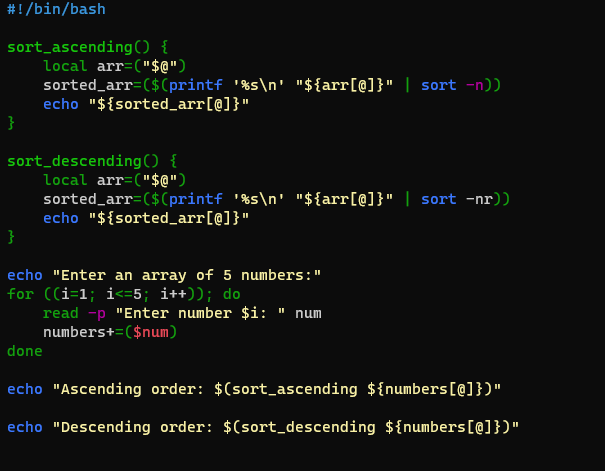 #!/bin/bash

sort_ascending() {
    local arr=("$@")
    sorted_arr=($(printf '%s\n' "${arr[@]}" | sort -n))
    echo "${sorted_arr[@]}"
}

sort_descending() {
    local arr=("$@")
    sorted_arr=($(printf '%s\n' "${arr[@]}" | sort -nr))
    echo "${sorted_arr[@]}"
}

echo "Enter an array of 5 numbers:"
for ((i=1; i<=5; i++)); do
    read -p "Enter number $i: " num
    numbers+=($num)
done

echo "Ascending order: $(sort_ascending ${numbers[@]})"

echo "Descending order: $(sort_descending ${numbers[@]})"